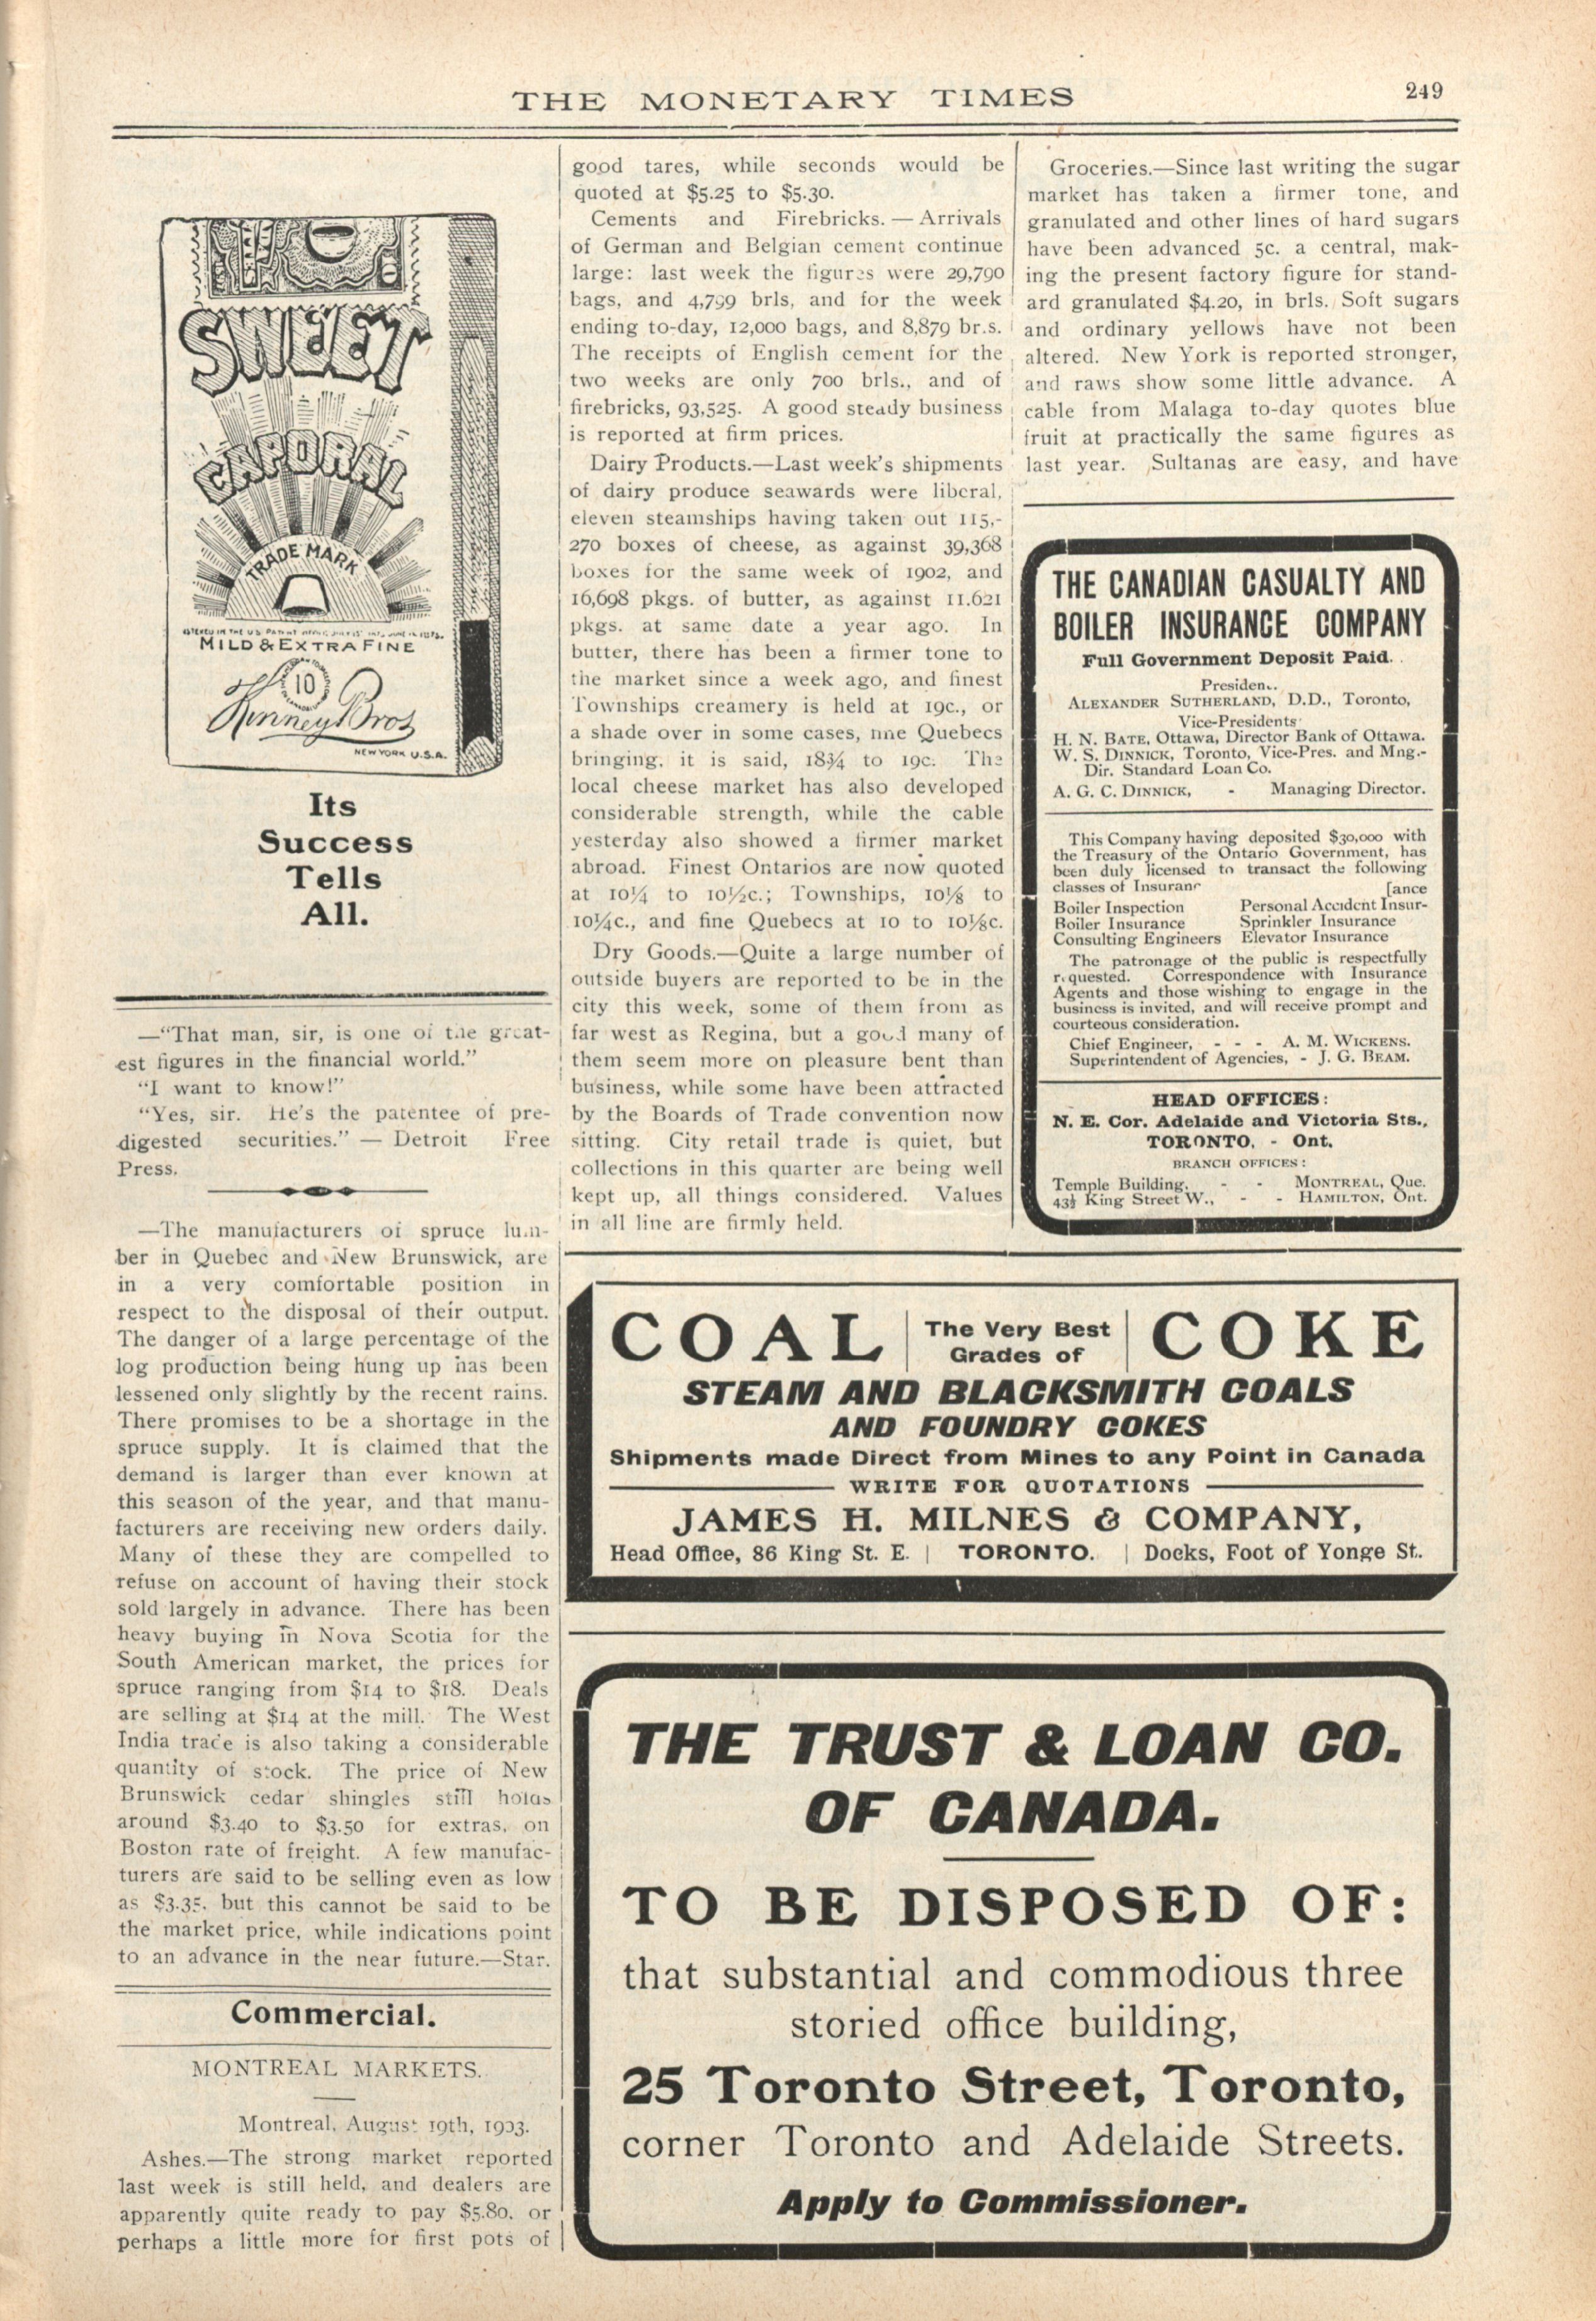 THE MONETARY TIMES
249
SWEET
CAPORAL
TRADE MARK
MILD & EXTRA FINE
10
Kinney Bros
NEW YORK U.S.A.
Its
Success
Tells
All.
—"That man, sir, is one of the great-
est figures in the financial world."
"I want to know!"
"Yes, sir. He's the patentee of pre-
digested securities." — Detroit Free
Press.
—The manufacturers of spruce lum-
ber in Quebec and New Brunswick, are
in a very comfortable position in
respect to the disposal of their output.
The danger of a large percentage of the
log production being hung up has been
lessened only slightly by the recent rains.
There promises to be a shortage in the
spruce supply. It is claimed that the
demand is larger than ever known at
this season of the year, and that manu-
facturers are receiving new orders daily.
Many of these they are compelled to
refuse on account of having their stock
sold largely in advance. There has been
heavy buying in Nova Scotia for the
South American market, the prices for
spruce ranging from $14 to $18. Deals
are selling at $14 at the mill. The West
India trade is also taking a considerable
quantity of stock. The price of New
Brunswick cedar shingles still holds
around $3.40 to $3.50 for extras, on
Boston rate of freight. A few manufac-
turers are said to be selling even as low
as $3.35, but this cannot be said to be
the market price, while indications point
to an advance in the near future.—Star.
Commercial.
MONTREAL MARKETS.
Montreal, August 19th, 1903.
Ashes.—The strong market reported
last week is still held, and dealers are
apparently quite ready to pay $5.80, or
perhaps a little more for first pots of
good tares, while seconds would be
quoted at $5.25 to $5.30.
Cements and Firebricks. — Arrivals
of German and Belgian cement continue
large: last week the figures were 29,790
bags, and 4,799 brls, and for the week
ending to-day, 12,000 bags, and 8,879 brls.
The receipts of English cement for the
two weeks are only 700 brls., and of
firebricks, 93,525. A good steady business
is reported at firm prices.
Dairy Products.—Last week's shipments
of dairy produce seawards were liberal,
eleven steamships having taken out 115,-
270 boxes of cheese, as against 39,368
boxes for the same week of 1902, and
16,698 pkgs. of butter, as against 11.621
pkgs. at same date a year ago. In
butter, there has been a firmer tone to
the market since a week ago, and finest
Townships creamery is held at 19c., or
a shade over in some cases, fine Quebecs
bringing, it is said, 18¾ to 19c. The
local cheese market has also developed
considerable strength, while the cable
yesterday also showed a firmer market
abroad. Finest Ontarios are now quoted
at 10¼ to 10½c.; Townships, 10⅛ to
10¼c., and fine Quebecs at 10 to 10⅛c.
Dry Goods.—Quite a large number of
outside buyers are reported to be in the
city this week, some of them from as
far west as Regina, but a good many of
them seem more on pleasure bent than
business, while some have been attracted
by the Boards of Trade convention now
sitting. City retail trade is quiet, but
collections in this quarter are being well
kept up, all things considered. Values
in all line are firmly held.
Groceries.—Since last writing the sugar
market has taken a firmer tone, and
granulated and other lines of hard sugars
have been advanced 5c. a central, mak-
ing the present factory figure for stand-
ard granulated $4.20, in brls. Soft sugars
and ordinary yellows have not been
altered. New York is reported stronger,
and raws show some little advance. A
cable from Malaga to-day quotes blue
fruit at practically the same figures as
last year. Sultanas are easy, and have
THE CANADIAN CASUALTY AND
BOILER INSURANCE COMPANY
Full Government Deposit Paid.
President.
ALEXANDER SUTHERLAND, D.D., Toronto,
Vice-Presidents
H. N. BATE, Ottawa, Director Bank of Ottawa.
W. S. DINNICK, Toronto, Vice-Pres. and Mng.-
Dir. Standard Loan Co.
A. G. C. DINNICK, - Managing Director.
This Company having deposited $30,000 with
the Treasury of the Ontario Government, has
been duly licensed to transact the following
classes of Insurance [ance
Boiler Inspection Personal Accident Insur-
Boiler Insurance Sprinkler Insurance
Consulting Engineers Elevator Insurance
The patronage of the public is respectfully
requested. Correspondence with Insurance
Agents and those wishing to engage in the
business is invited, and will receive prompt and
courteous consideration.
Chief Engineer, - - - A. M. WICKENS.
Superintendent of Agencies, - J. G. BEAM.
HEAD OFFICES:
N. E. Cor. Adelaide and Victoria Sts.,
TORONTO, - Ont.
BRANCH OFFICES:
Temple Building, - - MONTREAL, Que.
43½ King Street W., - - HAMILTON, Ont.
COAL The Very Best COKE
Grades of
STEAM AND BLACKSMITH COALS
AND FOUNDRY COKES
Shipments made Direct from Mines to any Point in Canada
WRITE FOR QUOTATIONS
JAMES H. MILNES & COMPANY,
Head Office, 86 King St. E. | TORONTO. | Docks, Foot of Yonge St.
THE TRUST & LOAN CO.
OF CANADA.
TO BE DISPOSED OF:
that substantial and commodious three
storied office building,
25 Toronto Street, Toronto,
corner Toronto and Adelaide Streets.
Apply to Commissioner.